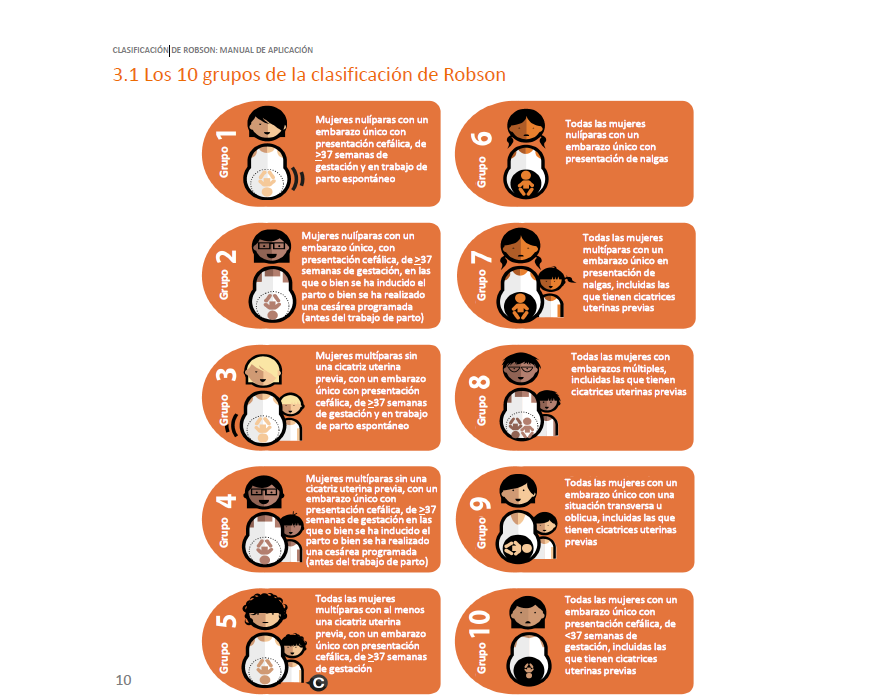 CLASIFICACIÓN DE ROBSON: MANUAL DE APLICACIÓN
3.1 Los 10 grupos de la clasificación de Robson
Grupo 1
Mujeres nulíparas con un
embarazo único con
presentación cefálica, de
≥37 semanas de
gestación y en trabajo de
parto espontáneo
Grupo 2
Mujeres nulíparas con un
embarazo único, con
presentación cefálica, de ≥37
semanas de gestación, en las
que o bien se ha inducido el
parto o bien se ha realizado
una cesárea programada
(antes del trabajo de parto)
Grupo 3
Mujeres multíparas sin
una cicatriz uterina
previa, con un embarazo
único con presentación
cefálica, de ≥37 semanas
de gestación y en trabajo
de parto espontáneo
Grupo 4
Mujeres multíparas sin una
cicatriz uterina previa, con un
embarazo único con
presentación cefálica, de ≥37
semanas de gestación en las
que o bien se ha inducido el
parto o bien se ha realizado
una cesárea programada
(antes del trabajo de parto)
Grupo 5
Todas las mujeres
multíparas con al menos
una cicatriz uterina
previa, con un embarazo
único con presentación
cefálica, de ≥37 semanas
de gestación
C
Grupo 6
Todas las mujeres
nulíparas con un
embarazo único con
presentación de nalgas
Grupo 7
Todas las mujeres
multíparas con un
embarazo único en
presentación de
nalgas, incluidas las
que tienen cicatrices
uterinas previas
Grupo 8
Todas las mujeres con
embarazos múltiples,
incluidas las que tienen
cicatrices uterinas previas
Grupo 9
Todas las mujeres con un
embarazo único con una
situación transversa u
oblicua, incluidas las que
tienen cicatrices uterinas
previas
Grupo 10
Todas las mujeres con un
embarazo único con
presentación cefálica, de
<37 semanas de
gestación, incluidas las
que tienen cicatrices
uterinas previas
10